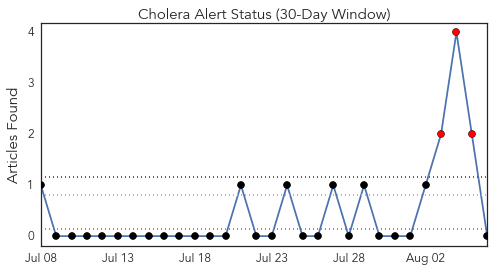 Cholera Alert Status (30-Day Window)
Articles Found
4
3
2
1
0
Jul 08
Jul 13
Jul 18
Jul 23
Jul 28
Aug 02